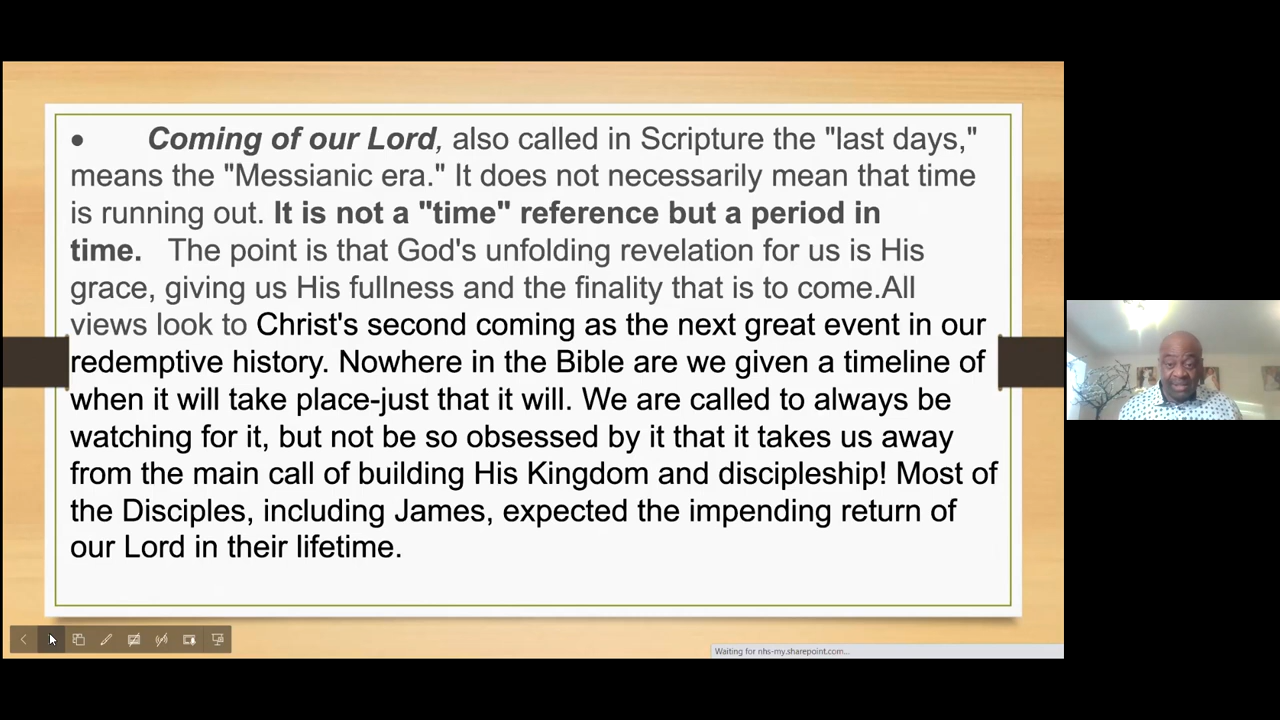 • Coming of our Lord, also called in Scripture the "last days,"
means the "Messianic era." It does not necessarily mean that time
is running out. It is not a "time" reference but a period in
time. The point is that God's unfolding revelation for us is His
grace, giving us His fullness and the finality that is to come.All
views look to Christ's second coming as the next great event in our
redemptive history. Nowhere in the Bible are we given a timeline of
when it will take place-just that it will. We are called to always be
watching for it, but not be so obsessed by it that it takes us away
from the main call of building His Kingdom and discipleship! Most of
the Disciples, including James, expected the impending return of
our Lord in their lifetime.
Waiting for nhs-my.sharepoint.com...